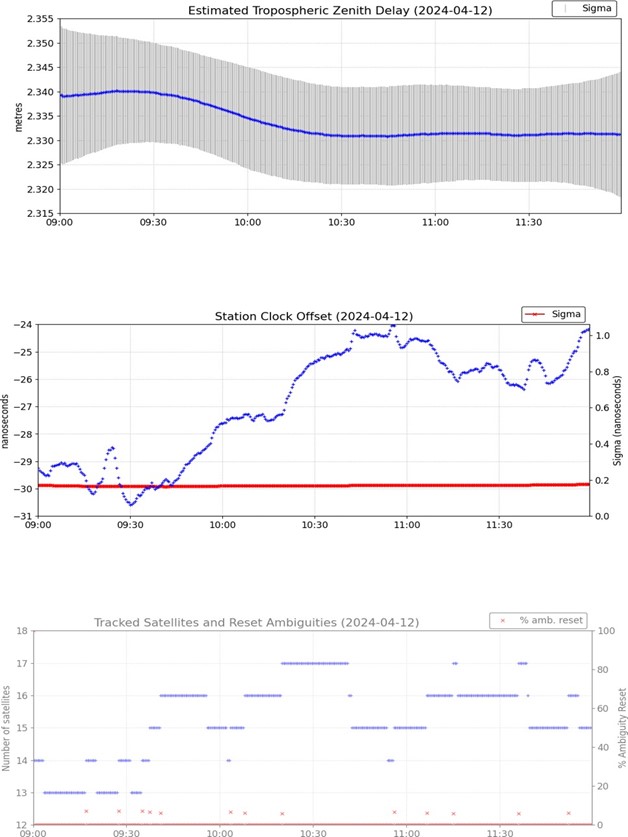 Estimated Tropospheric Zenith Delay (2024-04-12)
Sigma
2.355
2.350
2.345
2.340
2.335
2.330
2.325
2.320
2.315
metres
09:00 09:30 10:00 10:30 11:00 11:30
Station Clock Offset (2024-04-12)
Sigma
−24
−25
−26
−27
−28
−29
−30
−31
nanoseconds
1.0
0.8
0.6
0.4
0.2
0.0
Sigma (nanoseconds)
09:00 09:30 10:00 10:30 11:00 11:30
Tracked Satellites and Reset Ambiguities (2024-04-12)
% amb. reset
18
17
16
15
14
13
12
Number of satellites
100
80
60
40
20
0
% Ambiguity Reset
09:00 09:30 10:00 10:30 11:00 11:30